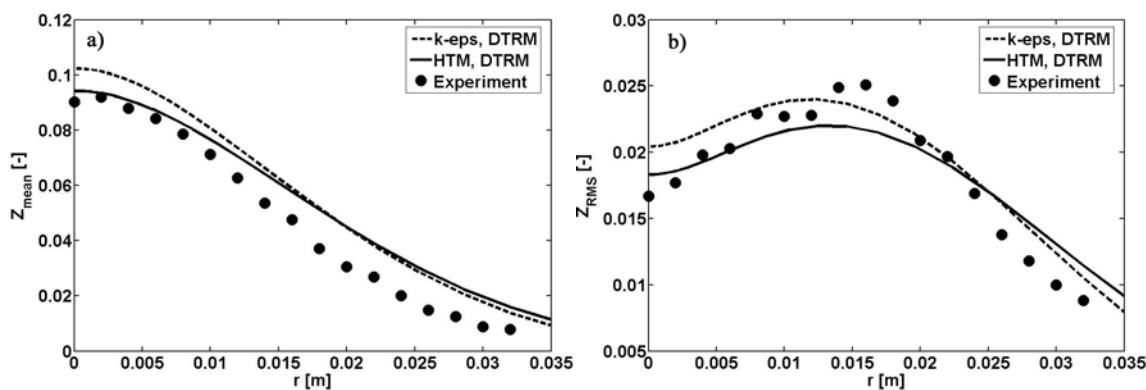 a)
k-eps, DTRM
HTM, DTRM
Experiment
0.12
0.1
0.08
0.06
0.04
0.02
0
Z_mean [-]
0 0.005 0.01 0.015 0.02 0.025 0.03 0.035
r [m]
b)
k-eps, DTRM
HTM, DTRM
Experiment
0.03
0.025
0.02
0.015
0.01
0.005
Z_RMS [-]
0 0.005 0.01 0.015 0.02 0.025 0.03 0.035
r [m]